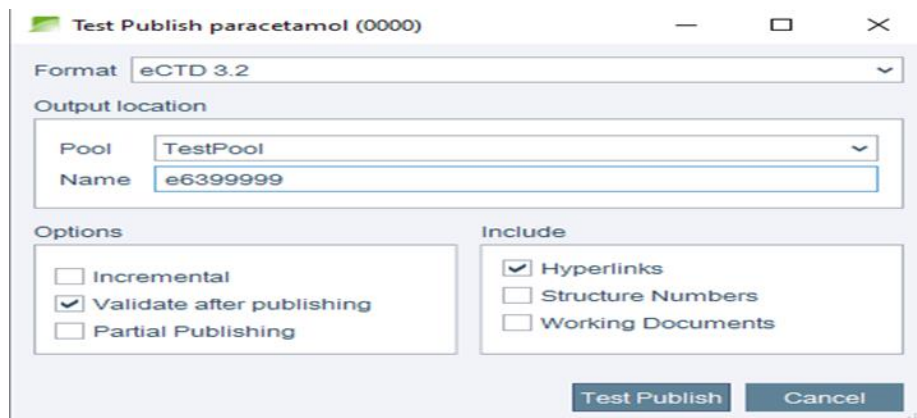 Test Publish paracetamol (0000)
Format eCTD 3.2
Output location
Pool TestPool
Name e6399999
Options
Incremental
Validate after publishing
Partial Publishing
Include
Hyperlinks
Structure Numbers
Working Documents
Test Publish Cancel